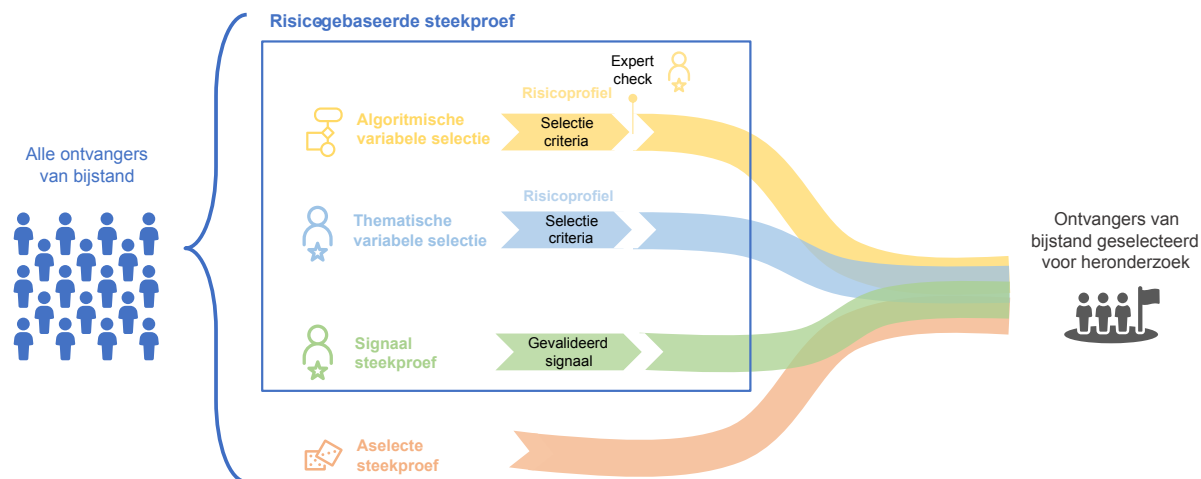 Risicogebaseerde steekproef
Expert
check
Risicoprofiel
Algoritmische
variabele selectie
Selectie
criteria
Alle ontvangers
van bijstand
Risicoprofiel
Thematische
variabele selectie
Selectie
criteria
Ontvangers van
bijstand geselecteerd
voor heronderzoek
Signaal
steekproef
Gevalideerd
signaal
Aselecte
steekproef